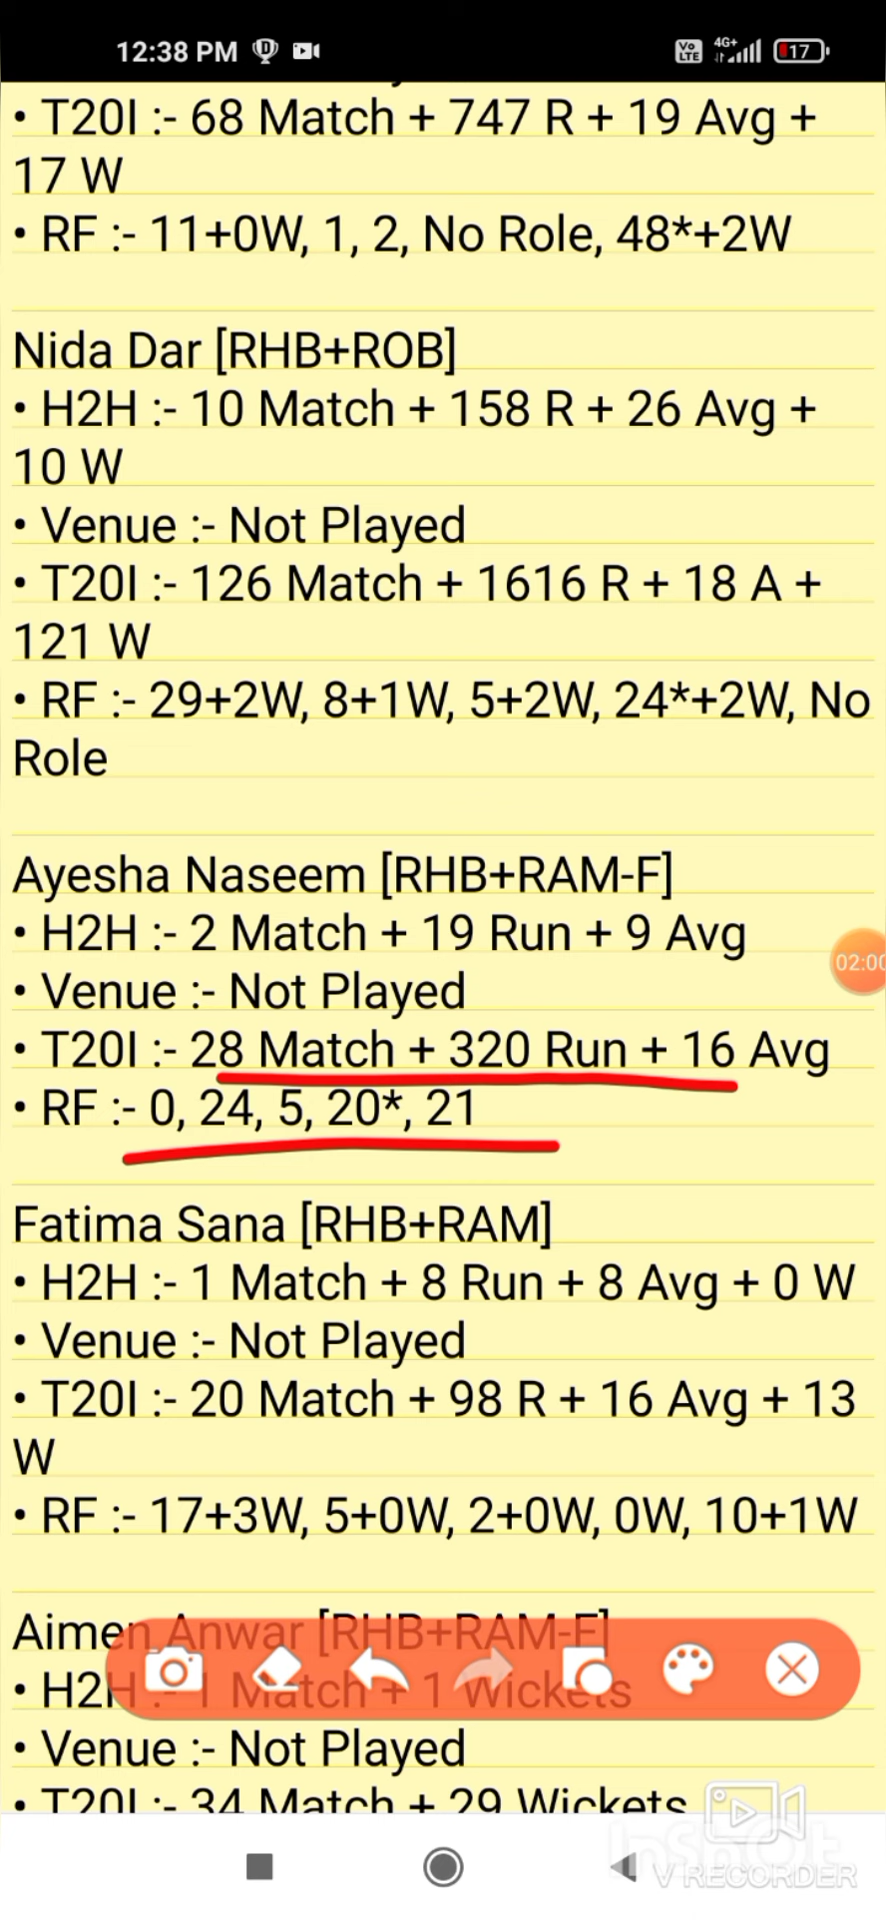 12:38 PM
Vo LTE 4G+ 17
• T20I :- 68 Match + 747 R + 19 Avg +
17 W
• RF :- 11+0W, 1, 2, No Role, 48*+2W
Nida Dar [RHB+ROB]
• H2H :- 10 Match + 158 R + 26 Avg +
10 W
• Venue :- Not Played
• T20I :- 126 Match + 1616 R + 18 A +
121 W
• RF :- 29+2W, 8+1W, 5+2W, 24*+2W, No
Role
Ayesha Naseem [RHB+RAM-F]
• H2H :- 2 Match + 19 Run + 9 Avg
• Venue :- Not Played
02:00
• T20I :- 28 Match + 320 Run + 16 Avg
• RF :- 0, 24, 5, 20*, 21
Fatima Sana [RHB+RAM]
• H2H :- 1 Match + 8 Run + 8 Avg + 0 W
• Venue :- Not Played
• T20I :- 20 Match + 98 R + 16 Avg + 13
W
• RF :- 17+3W, 5+0W, 2+0W, 0W, 10+1W
Aimen Anwar [RHB+RAM-F]
• H2H :- 1 Match + 1 Wickets
• Venue :- Not Played
• T20I :- 34 Match + 29 Wickets
InShOt
V RECORDER